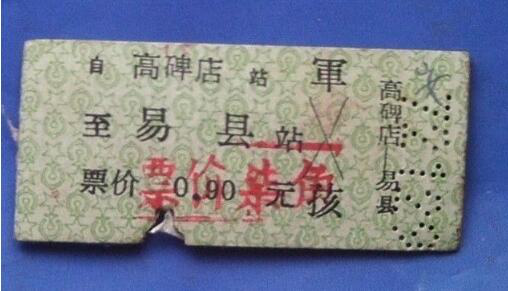 自 高碑店 站 軍
至 易县 站
票价 0.90 元 孩
票价柒角
高碑店—易县